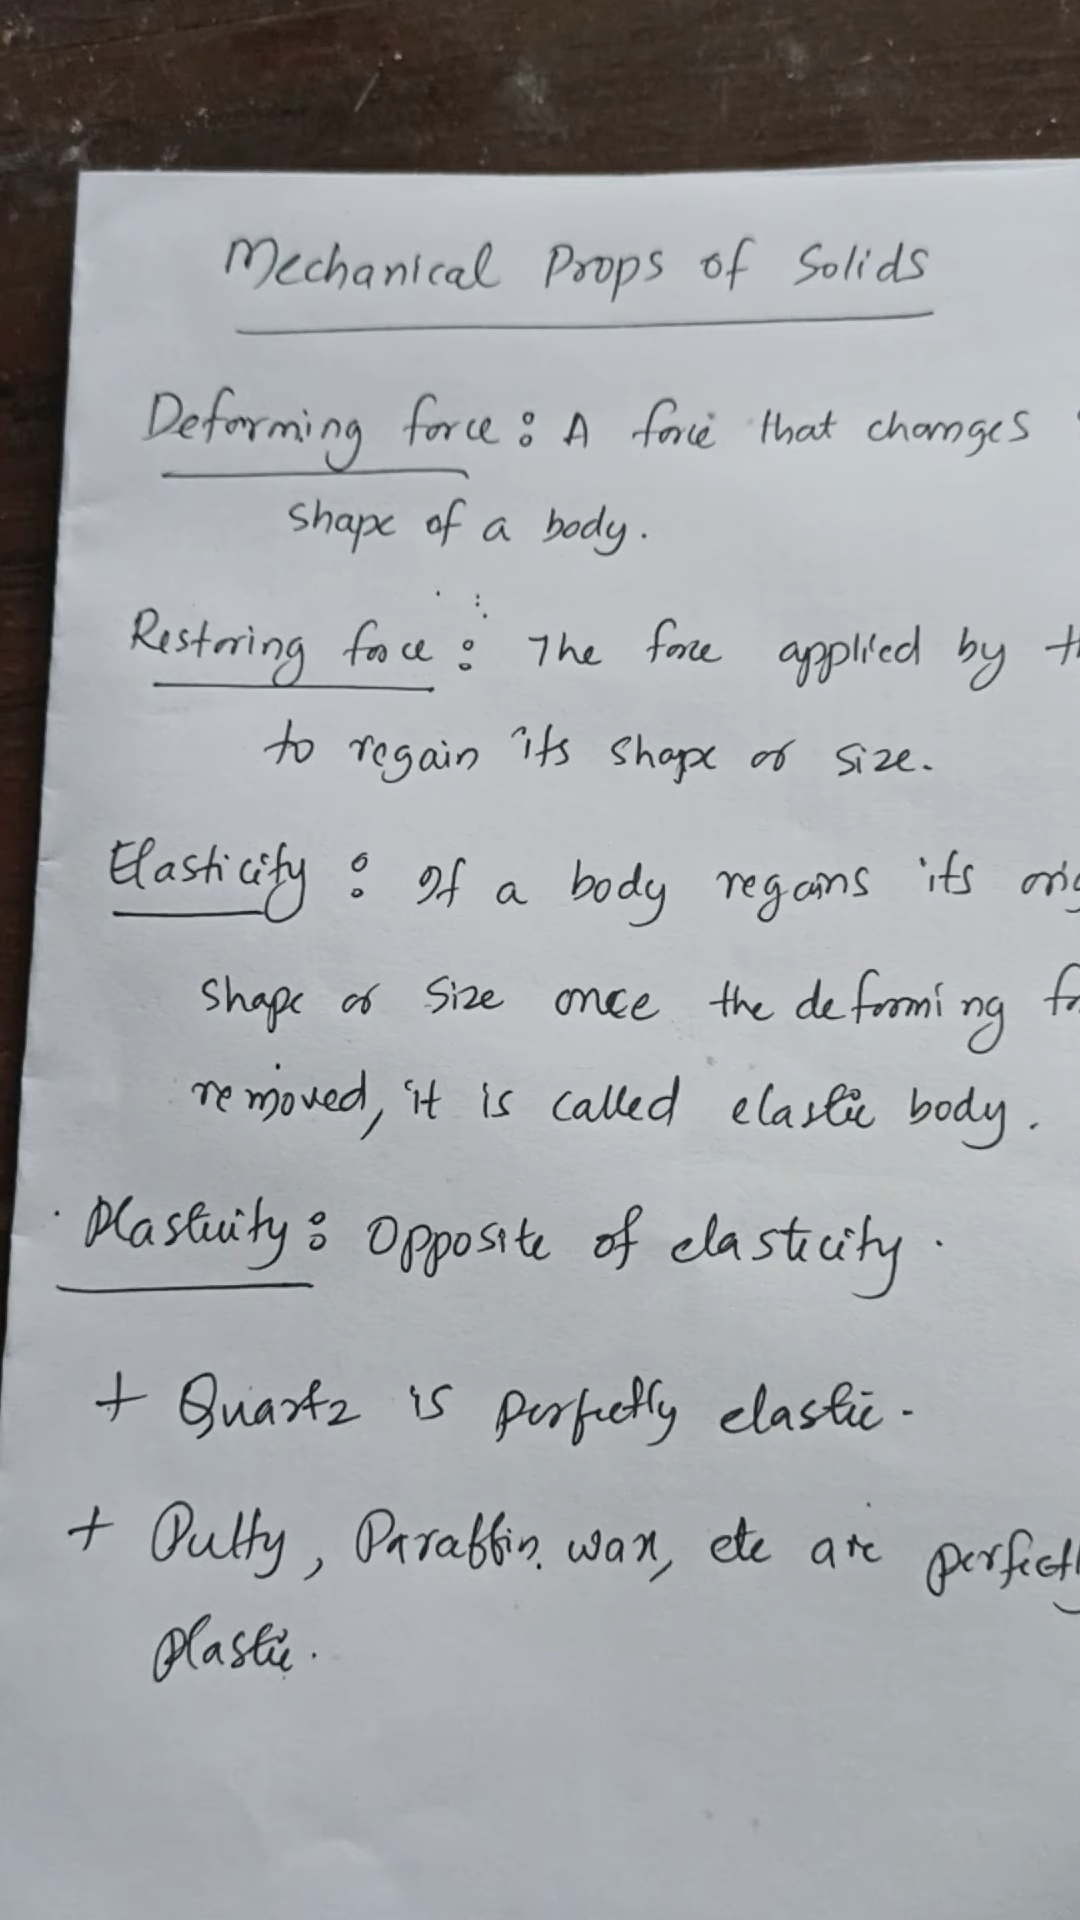 Mechanical Props of Solids
Deforming force: A force that changes
shape of a body.
Restoring force: The force applied by
to regain its shape or size.
Elasticity: If a body regains its
shape or size once the deforming
removed, it is called elastic body.
Plasticity: Opposite of elasticity.
+ Quartz is perfectly elastic.
+ Putty, Paraffin wax, etc are perfectly
plastic.